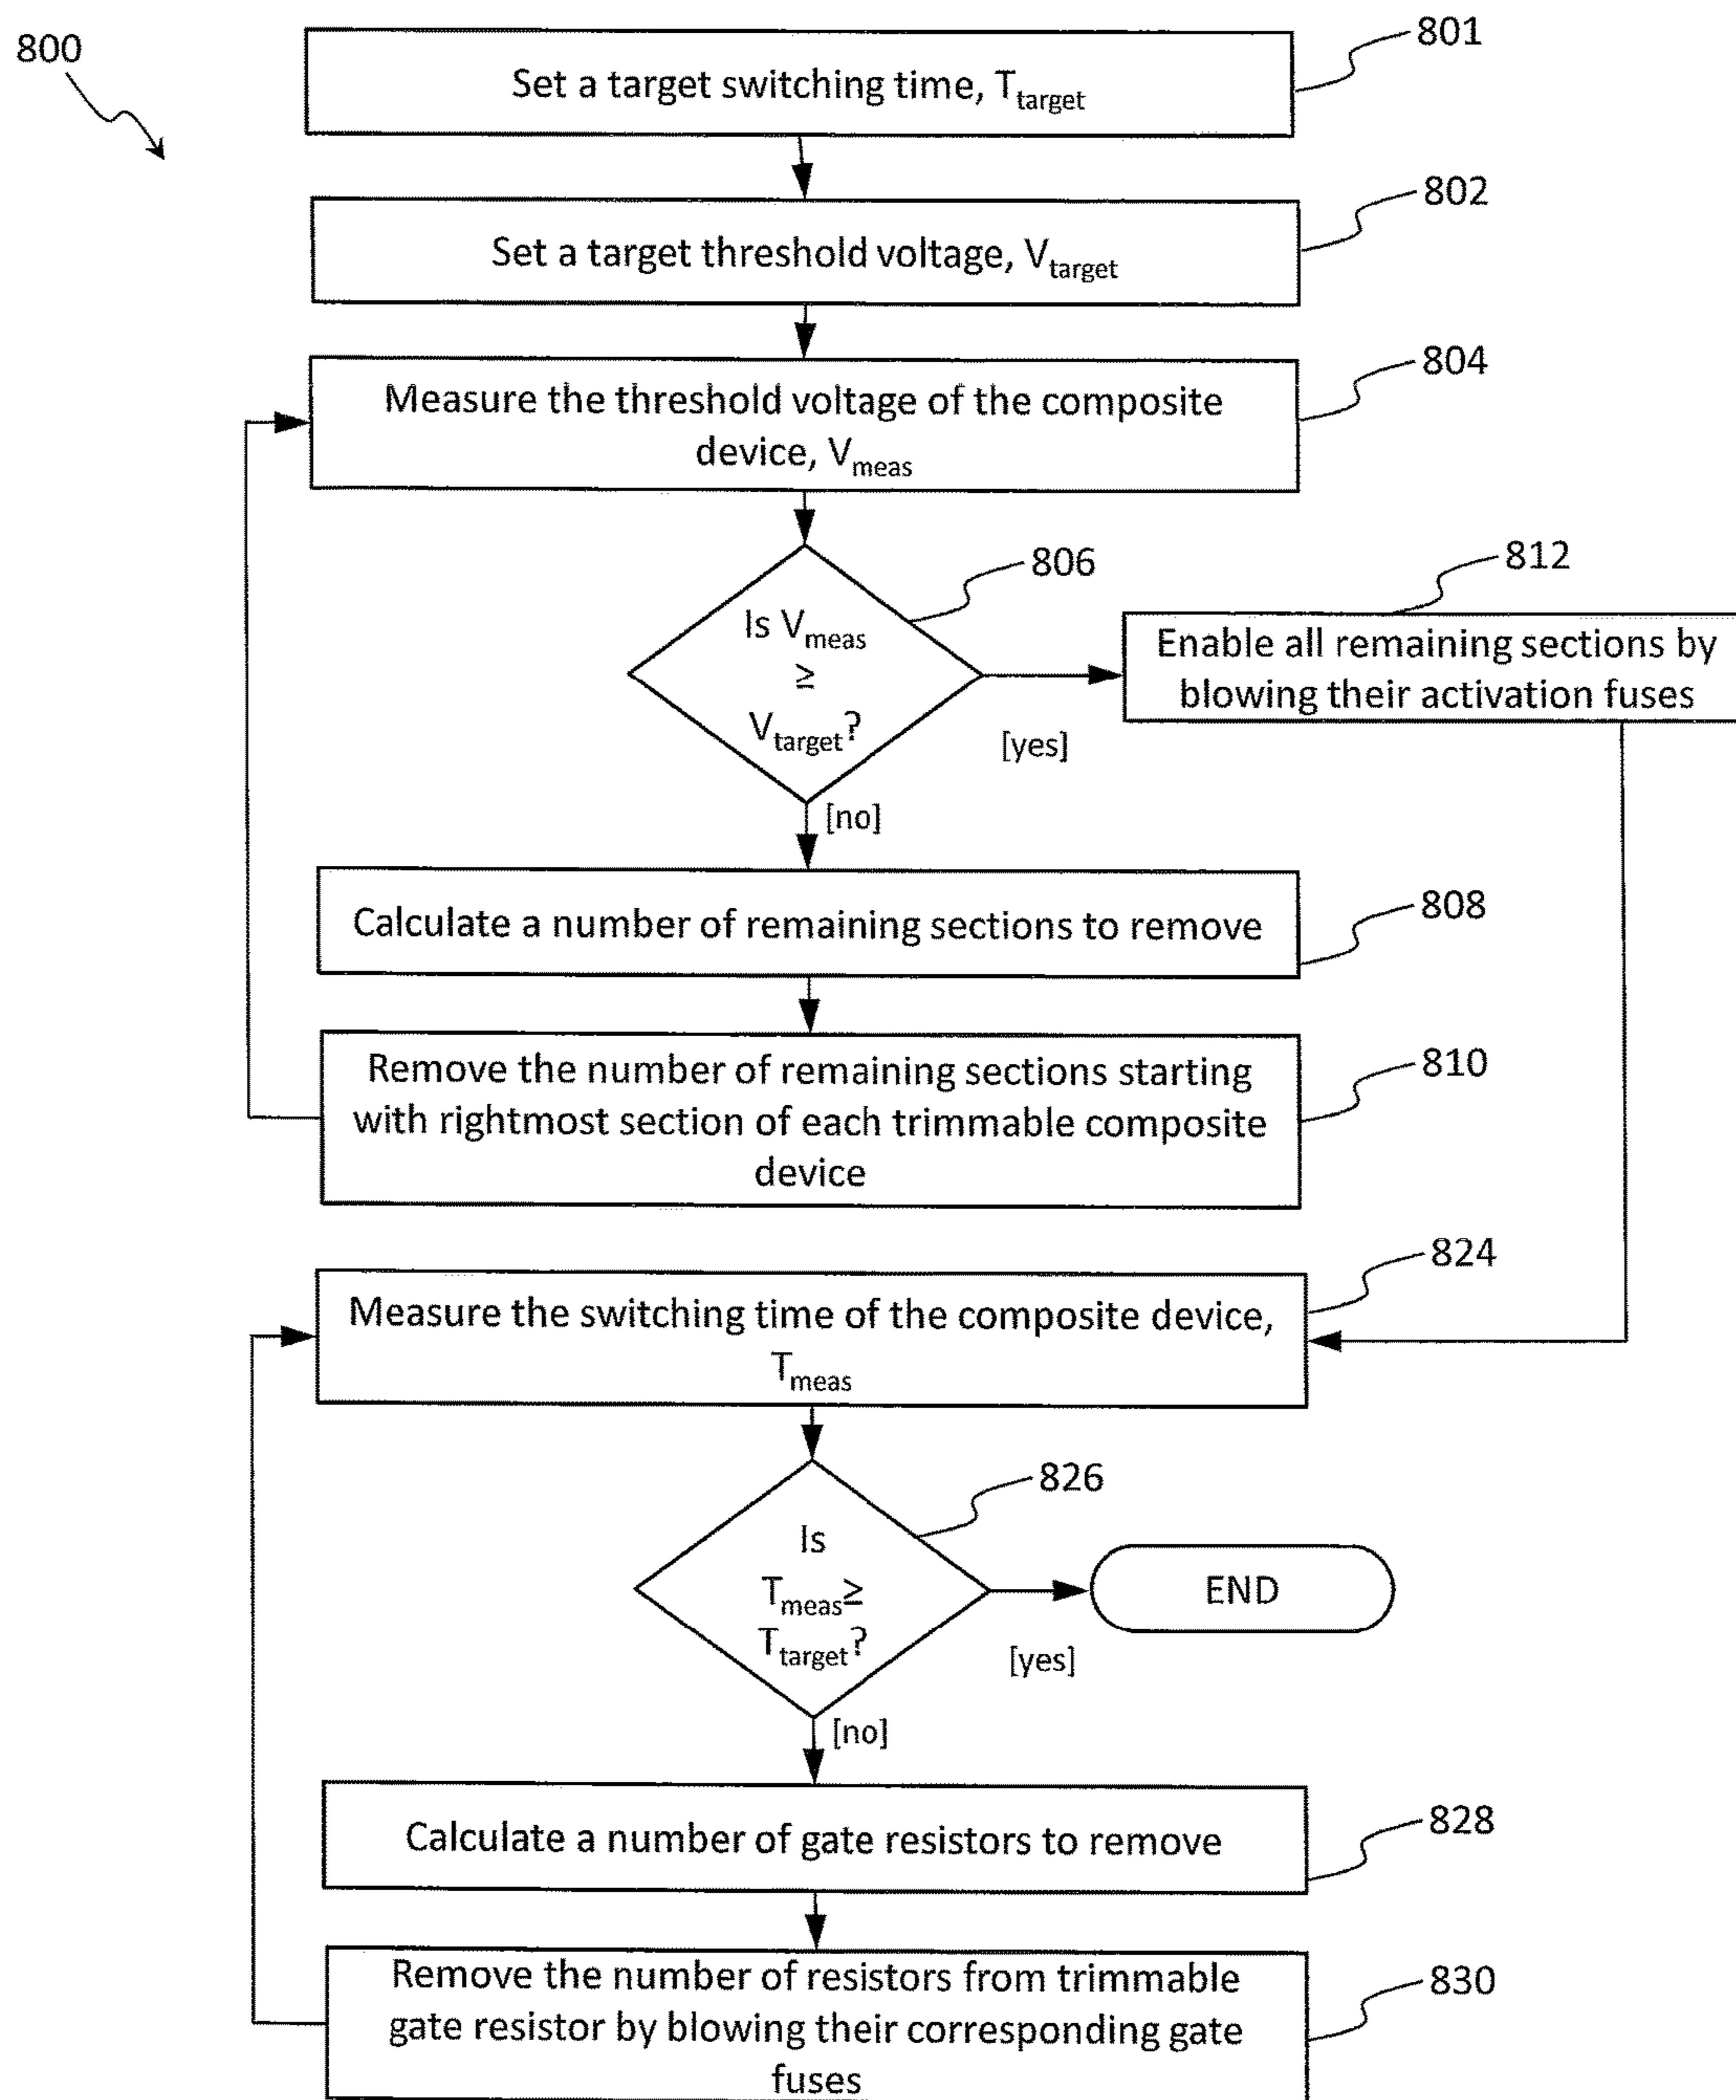 800
801
Set a target switching time, Ttarget
802
Set a target threshold voltage, Vtarget
804
Measure the threshold voltage of the composite
device, Vmeas
806
Is Vmeas
≥
Vtarget?
[yes]
[no]
812
Enable all remaining sections by
blowing their activation fuses
808
Calculate a number of remaining sections to remove
810
Remove the number of remaining sections starting
with rightmost section of each trimmable composite
device
824
Measure the switching time of the composite device,
Tmeas
826
Is
Tmeas≥
Ttarget?
[yes]
END
[no]
828
Calculate a number of gate resistors to remove
830
Remove the number of resistors from trimmable
gate resistor by blowing their corresponding gate
fuses